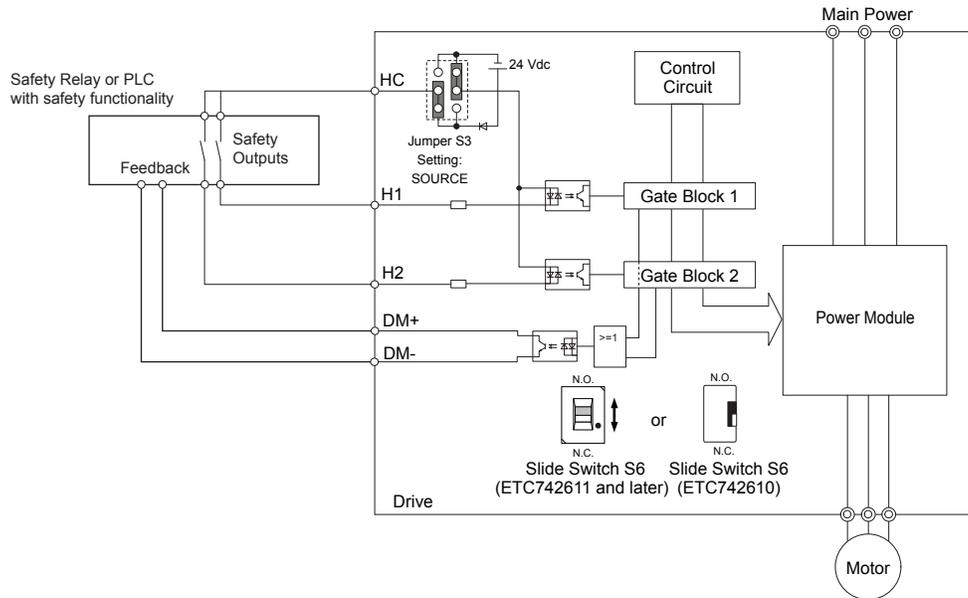 Main Power
Safety Relay or PLC
with safety functionality
HC
24 Vdc
Control
Circuit
Safety
Outputs
Feedback
Jumper S3
Setting:
SOURCE
H1
Gate Block 1
H2
Gate Block 2
DM+
DM-
>=1
Power Module
N.O.
N.C.
Slide Switch S6
(ETC742611 and later)
or
N.O.
N.C.
Slide Switch S6
(ETC742610)
Drive
Motor